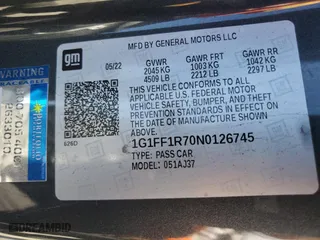 gm
MFD BY GENERAL MOTORS LLC
05/22
GVWR GAWR FRT GAWR RR
2045 KG 1003 KG 1042 KG
4509 LB 2212 LB 2297 LB
THIS VEHICLE CONFORMS TO ALL
APPLICABLE U.S. FEDERAL MOTOR
VEHICLE SAFETY, BUMPER, AND
THEFT PREVENTION STANDARDS
IN EFFECT ON THE DATE OF
MANUFACTURE SHOWN ABOVE.
1G1FF1R70N0126745
TYPE: PASS CAR
MODEL: 051AJ37
WARNING